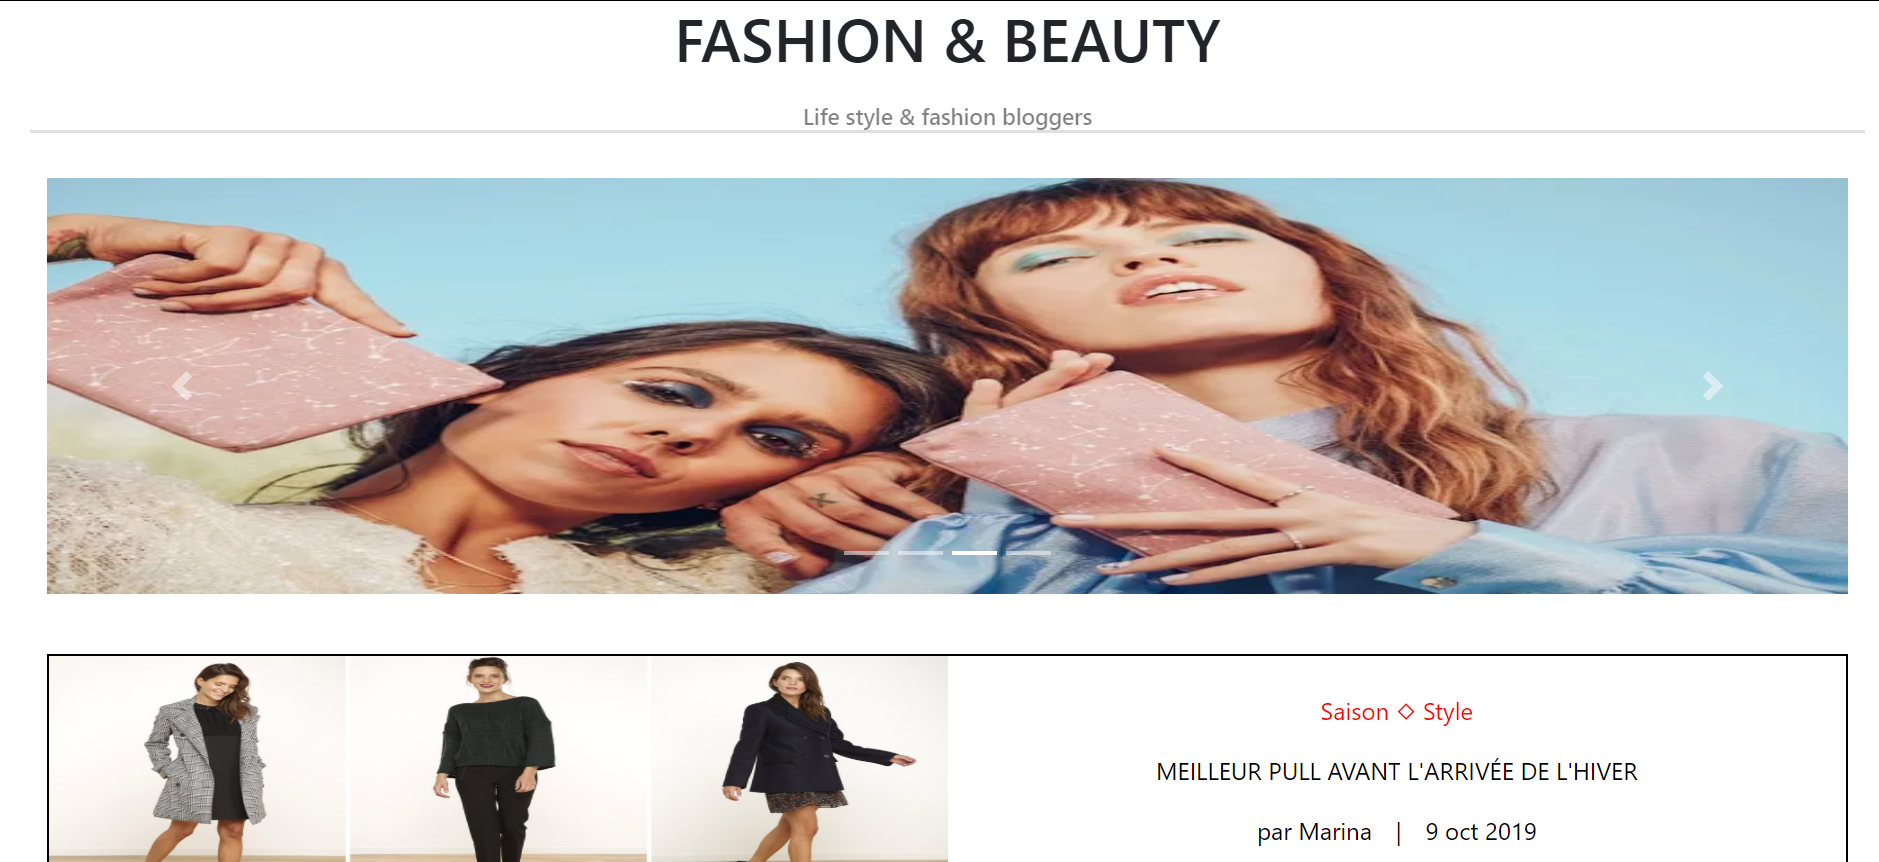 FASHION & BEAUTY
Life style & fashion bloggers
Saison ◇ Style
MEILLEUR PULL AVANT L'ARRIVÉE DE L'HIVER
par Marina | 9 oct 2019